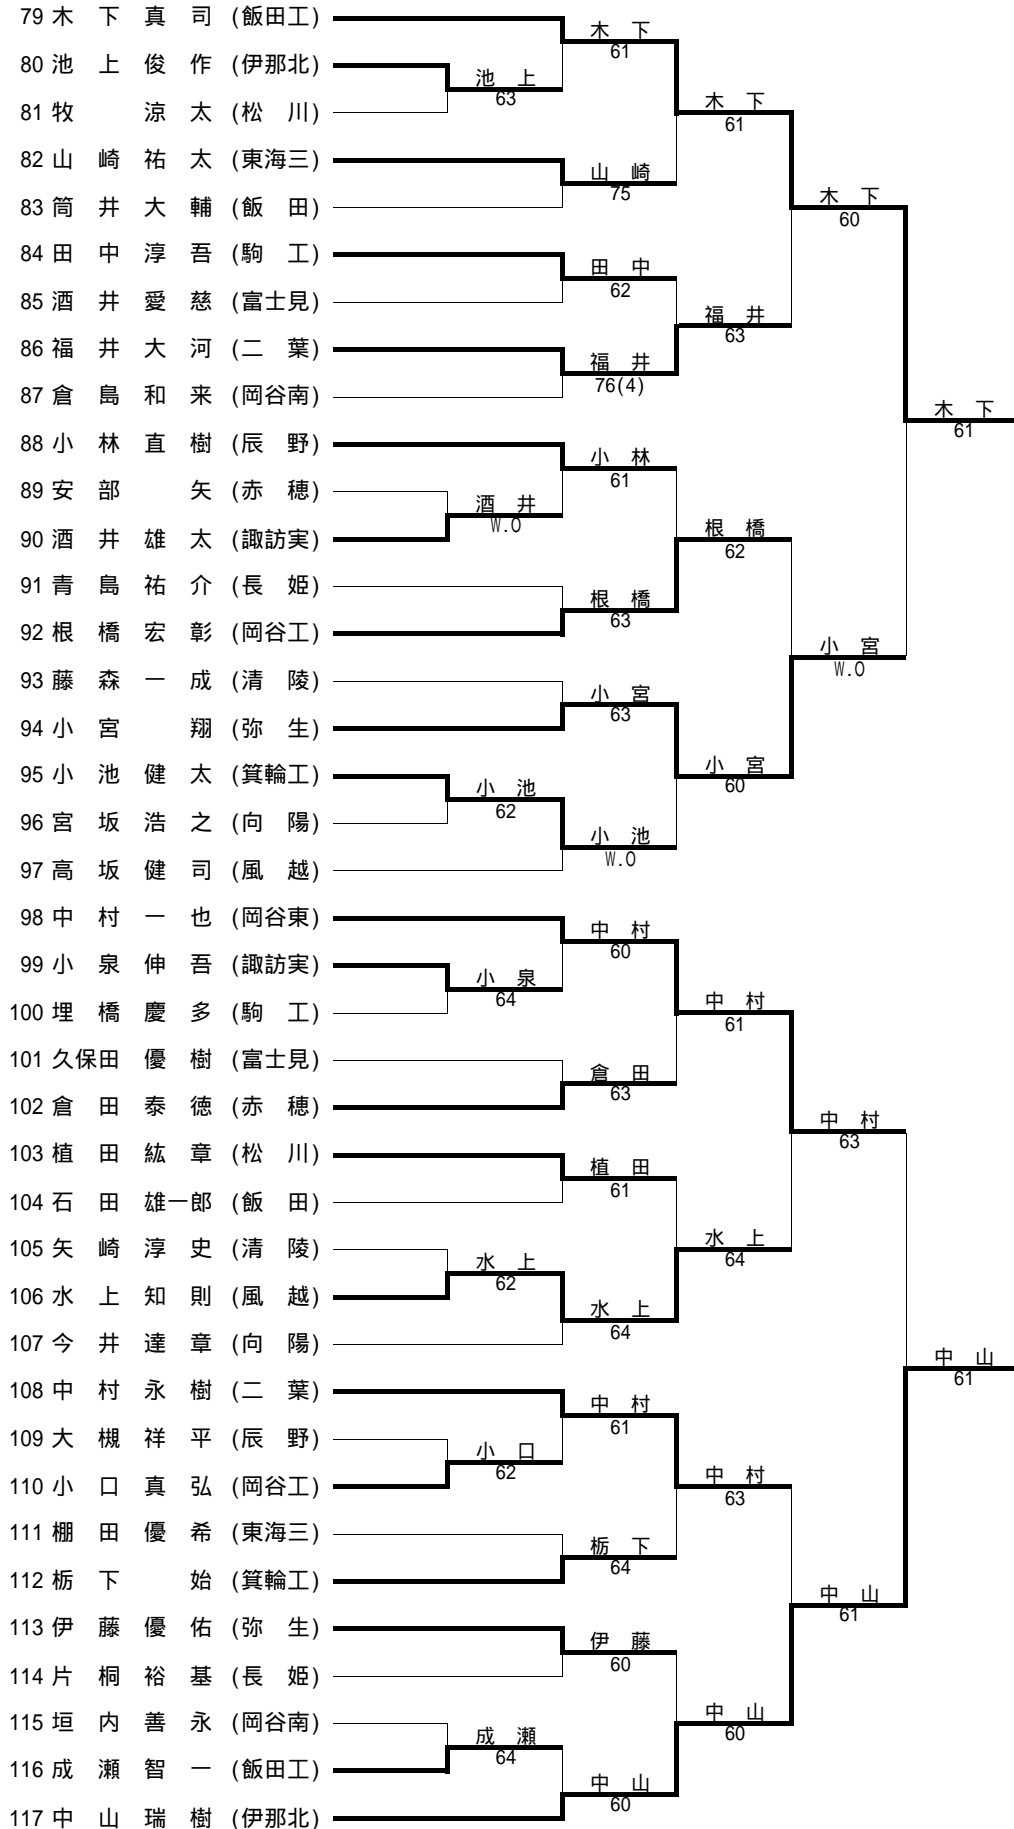 79 木 下 真 司 (飯田工)
木 下
61
80 池 上 俊 作 (伊那北)
池 上
63
木 下
61
81 牧 涼 太 (松 川)
82 山 崎 祐 太 (東海三)
山 崎
75
木 下
60
83 筒 井 大 輔 (飯 田)
84 田 中 淳 吾 (駒 工)
田 中
62
85 酒 井 愛 慈 (富士見)
福 井
63
86 福 井 大 河 (二 葉)
福 井
76(4)
87 倉 島 和 来 (岡谷南)
木 下
61
88 小 林 直 樹 (辰 野)
小 林
61
89 安 部 矢 (赤 穂)
酒 井
W.O
90 酒 井 雄 太 (諏訪実)
根 橋
62
91 青 島 祐 介 (長 姫)
根 橋
63
92 根 橋 宏 彰 (岡谷工)
小 宮
W.O
93 藤 森 一 成 (清 陵)
小 宮
63
94 小 宮 翔 (弥 生)
小 宮
60
95 小 池 健 太 (箕輪工)
小 池
62
96 宮 坂 浩 之 (向 陽)
小 池
W.O
97 高 坂 健 司 (風 越)
98 中 村 一 也 (岡谷東)
中 村
60
99 小 泉 伸 吾 (諏訪実)
小 泉
64
中 村
61
100 埋 橋 慶 多 (駒 工)
101 久保田 優 樹 (富士見)
倉 田
63
102 倉 田 泰 徳 (赤 穂)
中 村
63
103 植 田 紘 章 (松 川)
植 田
61
104 石 田 雄一郎 (飯 田)
水 上
64
105 矢 崎 淳 史 (清 陵)
水 上
62
106 水 上 知 則 (風 越)
水 上
64
107 今 井 達 章 (向 陽)
中 山
61
108 中 村 永 樹 (二 葉)
中 村
61
109 大 槻 祥 平 (辰 野)
小 口
62
110 小 口 真 弘 (岡谷工)
中 村
63
111 棚 田 優 希 (東海三)
栃 下
64
112 栃 下 始 (箕輪工)
中 山
61
113 伊 藤 優 佑 (弥 生)
伊 藤
60
114 片 桐 裕 基 (長 姫)
中 山
60
115 垣 内 善 永 (岡谷南)
成 瀬
64
116 成 瀬 智 一 (飯田工)
中 山
60
117 中 山 瑞 樹 (伊那北)